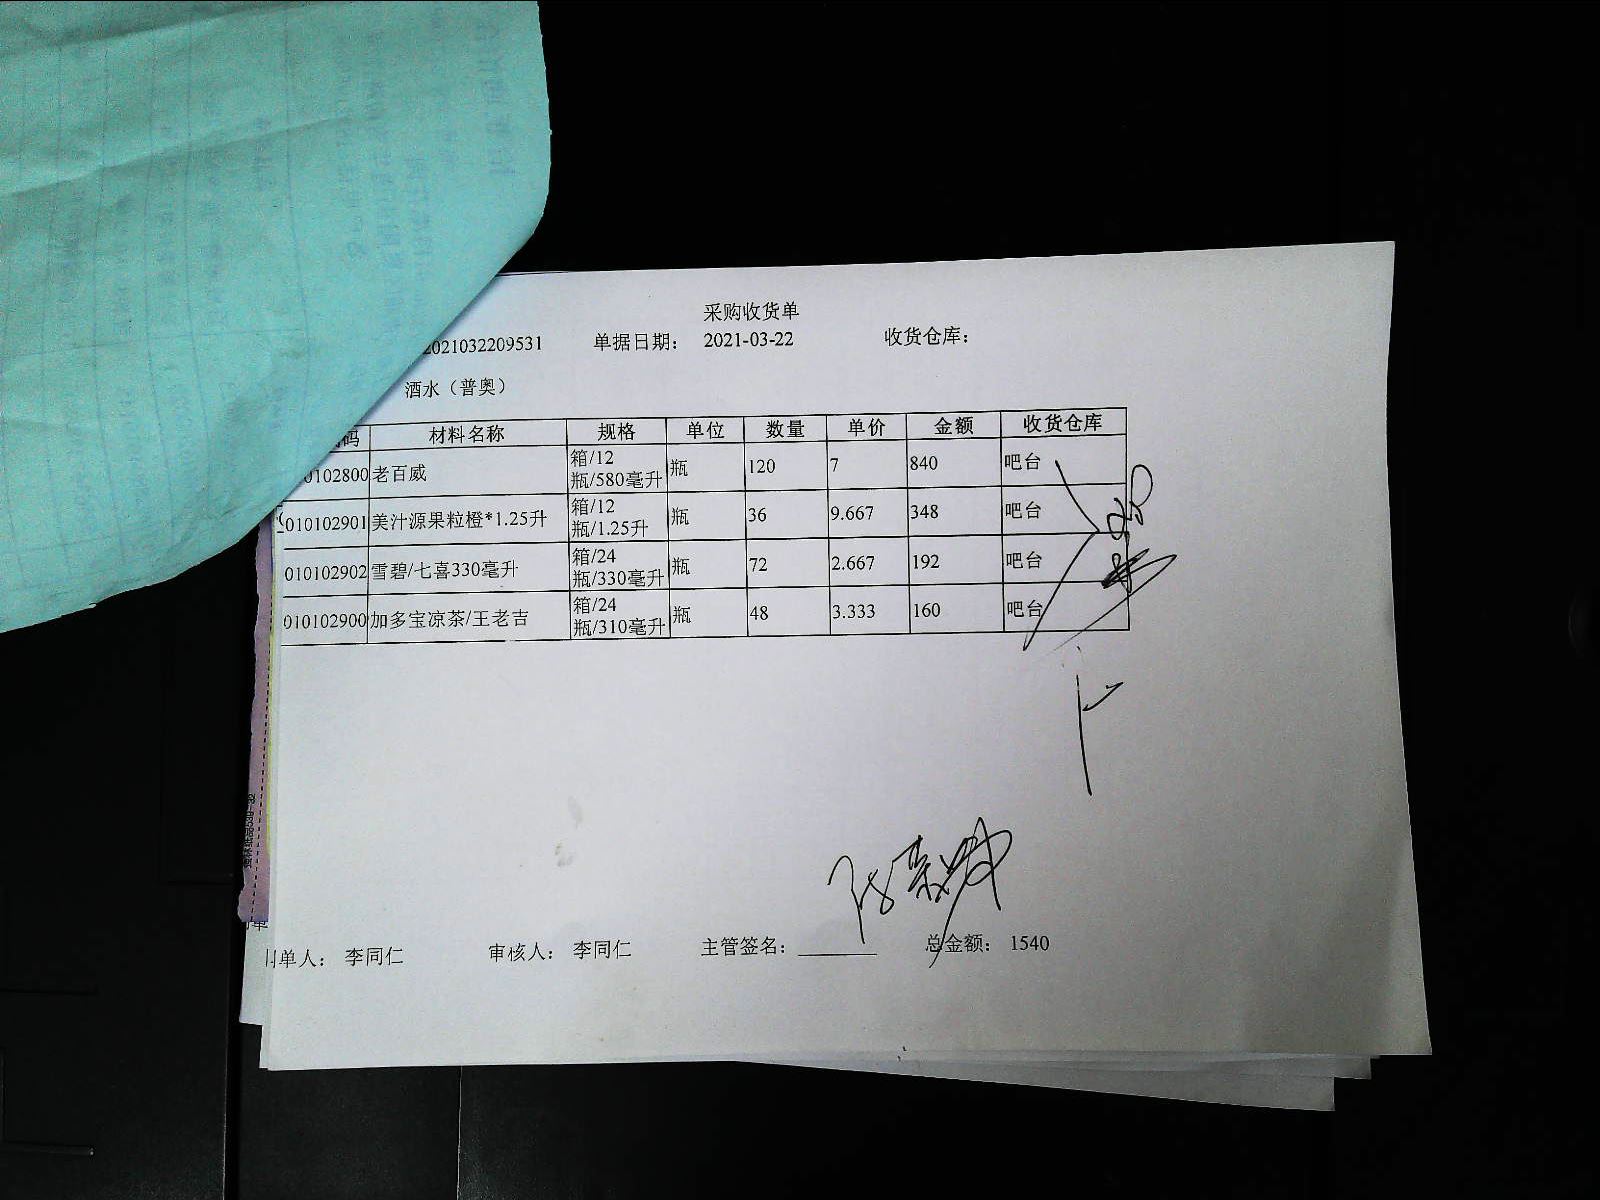 采购收货单
2021032209531 单据日期： 2021-03-22 收货仓库：
酒水（普奥）
码 材料名称 规格 单位 数量 单价 金额 收货仓库
0102800 老百威 箱/12 瓶/580毫升 瓶 120 7 840 吧台
010102901 美汁源果粒橙*1.25升 箱/12 瓶/1.25升 瓶 36 9.667 348 吧台
010102902 雪碧/七喜330毫升 箱/24 瓶/330毫升 瓶 72 2.667 192 吧台
010102900 加多宝凉茶/王老吉 箱/24 瓶/310毫升 瓶 48 3.333 160 吧台
单人： 李同仁 审核人： 李同仁 主管签名： 总金额： 1540